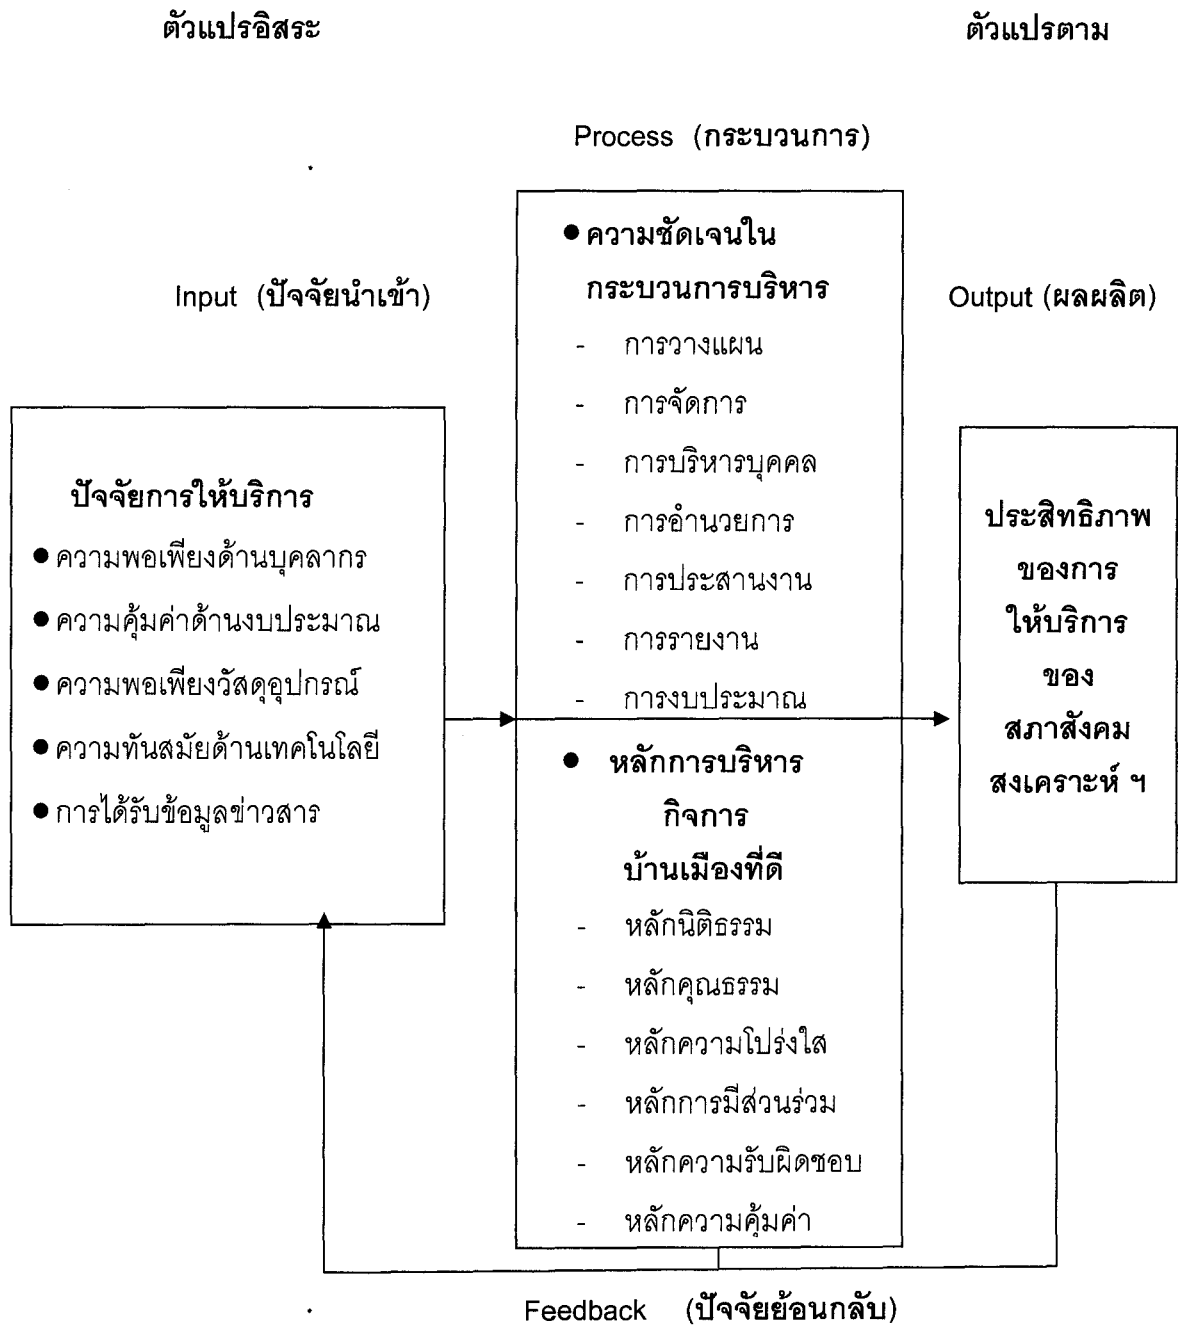 ตัวแปรอิสระ
ตัวแปรตาม
Process (กระบวนการ)
Input (ปัจจัยนำเข้า)
ปัจจัยการให้บริการ
● ความพอเพียงด้านบุคลากร
● ความคุ้มค่าด้านงบประมาณ
● ความพอเพียงวัสดุอุปกรณ์
● ความทันสมัยด้านเทคโนโลยี
● การได้รับข้อมูลข่าวสาร
● ความชัดเจนใน
กระบวนการบริหาร
- การวางแผน
- การจัดการ
- การบริหารบุคคล
- การอำนวยการ
- การประสานงาน
- การรายงาน
- การงบประมาณ
● หลักการบริหาร
กิจการ
บ้านเมืองที่ดี
- หลักนิติธรรม
- หลักคุณธรรม
- หลักความโปร่งใส
- หลักการมีส่วนร่วม
- หลักความรับผิดชอบ
- หลักความคุ้มค่า
Output (ผลผลิต)
ประสิทธิภาพ
ของการ
ให้บริการ
ของ
สภาสังคม
สงเคราะห์ ฯ
Feedback (ปัจจัยย้อนกลับ)